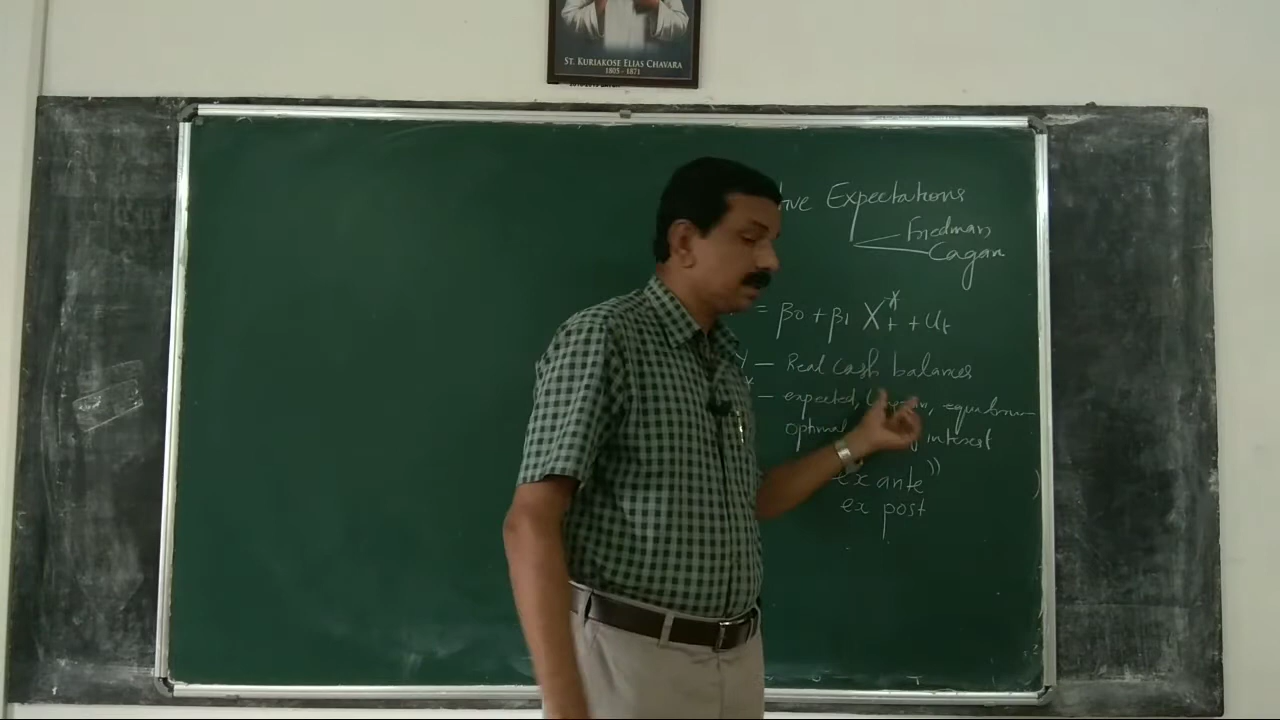 ST. KURIAKOSE ELIAS CHAVARA
1805 - 1871
tive Expectations
Friedman
Cagan
= β0 + β1 X*t + Ut
Y — Real cash balances
* — expected,
optimal interest
ex ante ))
ex post